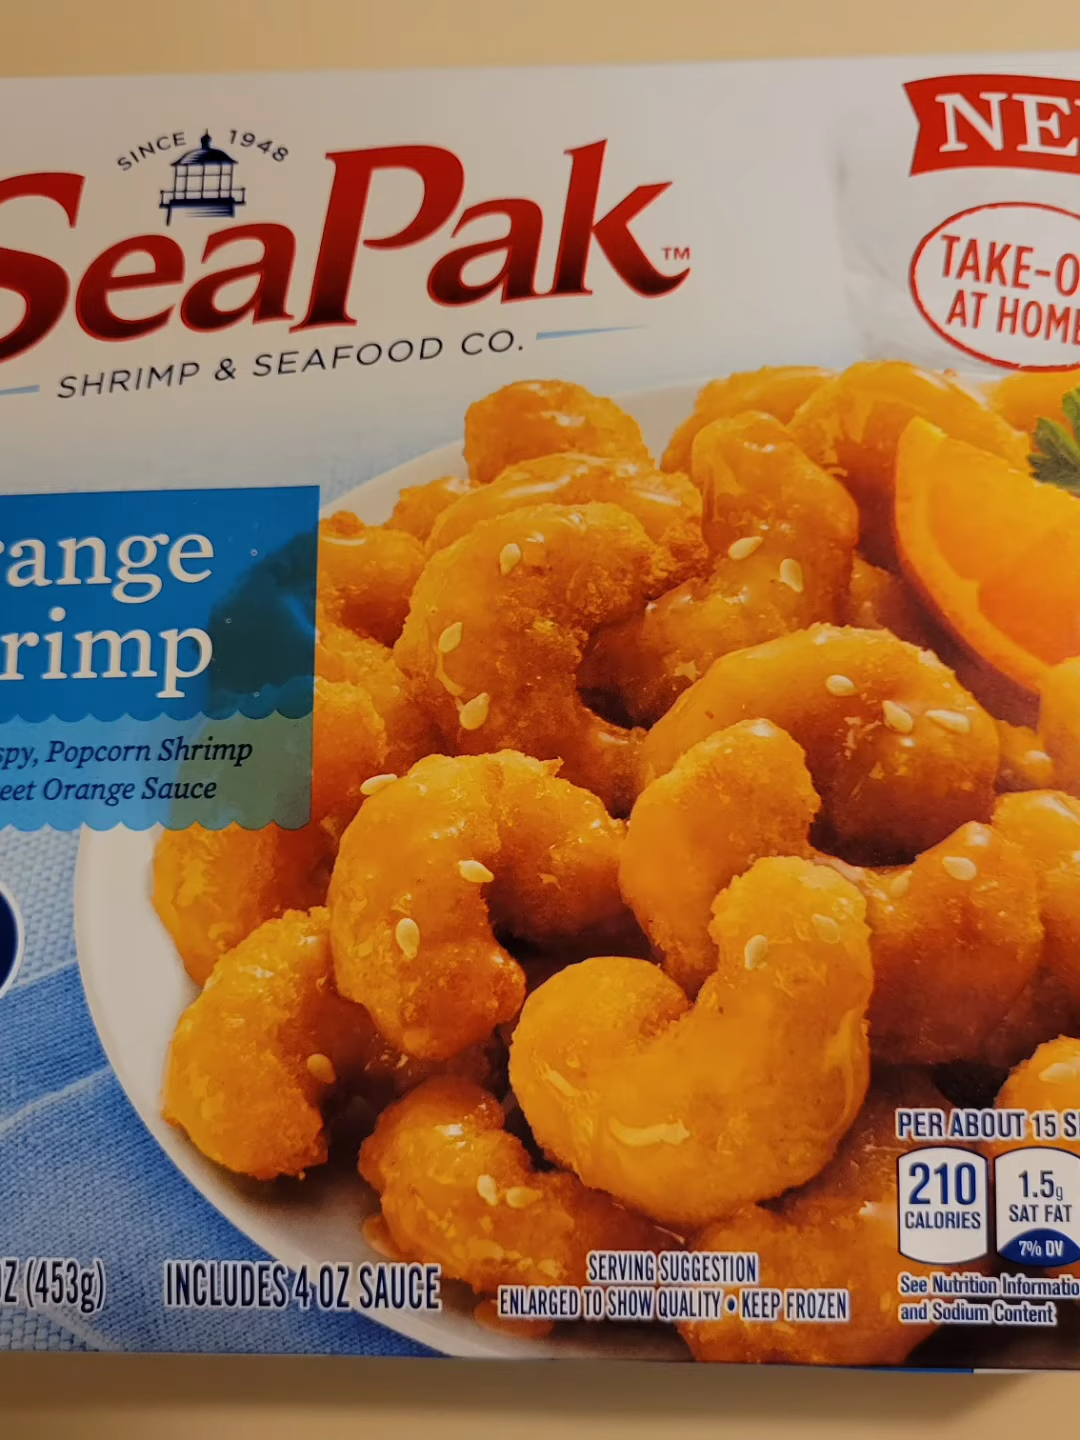 SINCE 1948
SeaPak™
SHRIMP & SEAFOOD CO.
NE
TAKE-O
AT HOME
range
rimp
spy, Popcorn Shrimp
eet Orange Sauce
PER ABOUT 15 S
210
CALORIES
1.5g
SAT FAT
7% DV
See Nutrition Informatio
and Sodium Content
Z (453g)
INCLUDES 4 OZ SAUCE
SERVING SUGGESTION
ENLARGED TO SHOW QUALITY • KEEP FROZEN